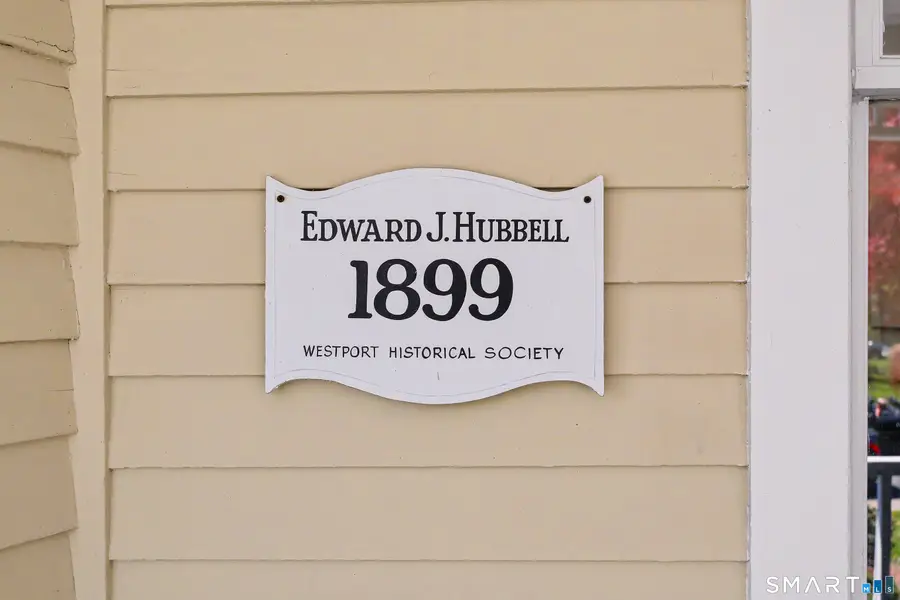 EDWARD J. HUBBELL
1899
WESTPORT HISTORICAL SOCIETY
SMART MLS